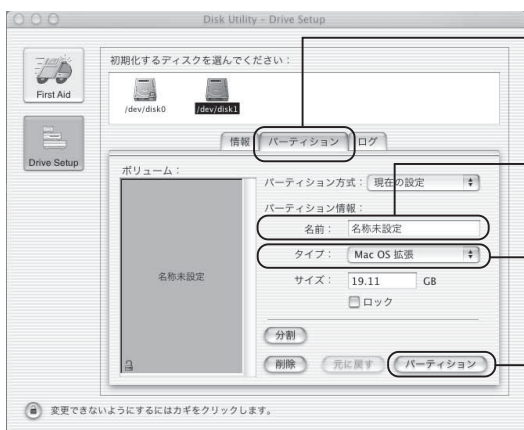 Disk Utility – Drive Setup
First Aid
Drive Setup
初期化するディスクを選んでください：
/dev/disk0
/dev/disk1
情報
パーティション
ログ
ボリューム：
名称未設定
パーティション方式： 現在の設定
パーティション情報：
名前： 名称未設定
タイプ： Mac OS 拡張
サイズ： 19.11 GB
ロック
分割
削除
元に戻す
パーティション
変更できないようにするにはカギをクリックします。